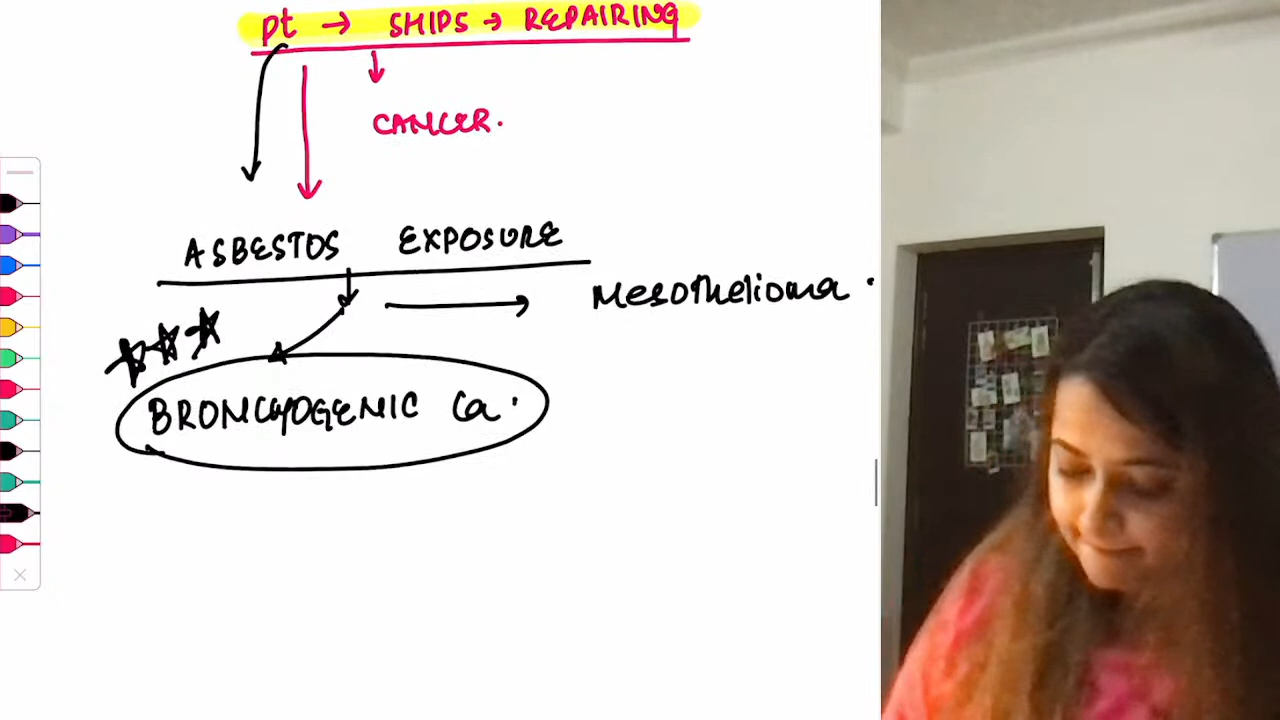 pt → SHIPS → REPAIRING
CANCER.
ASBESTOS EXPOSURE
Mesothelioma.
BRONCHOGENIC Ca.